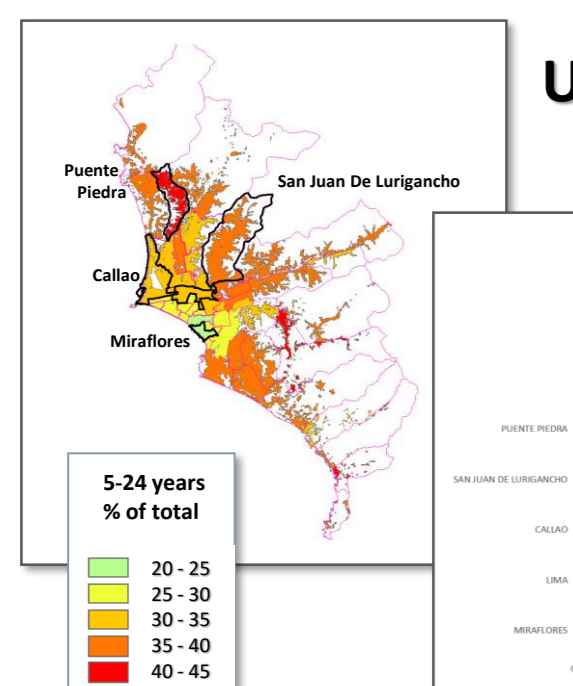 U
Puente
Piedra
San Juan De Lurigancho
Callao
Miraflores
5-24 years
% of total
20 - 25
25 - 30
30 - 35
35 - 40
40 - 45
PUENTE PIEDRA
SAN JUAN DE LURIGANCHO
CALLAO
LIMA
MIRAFLORES